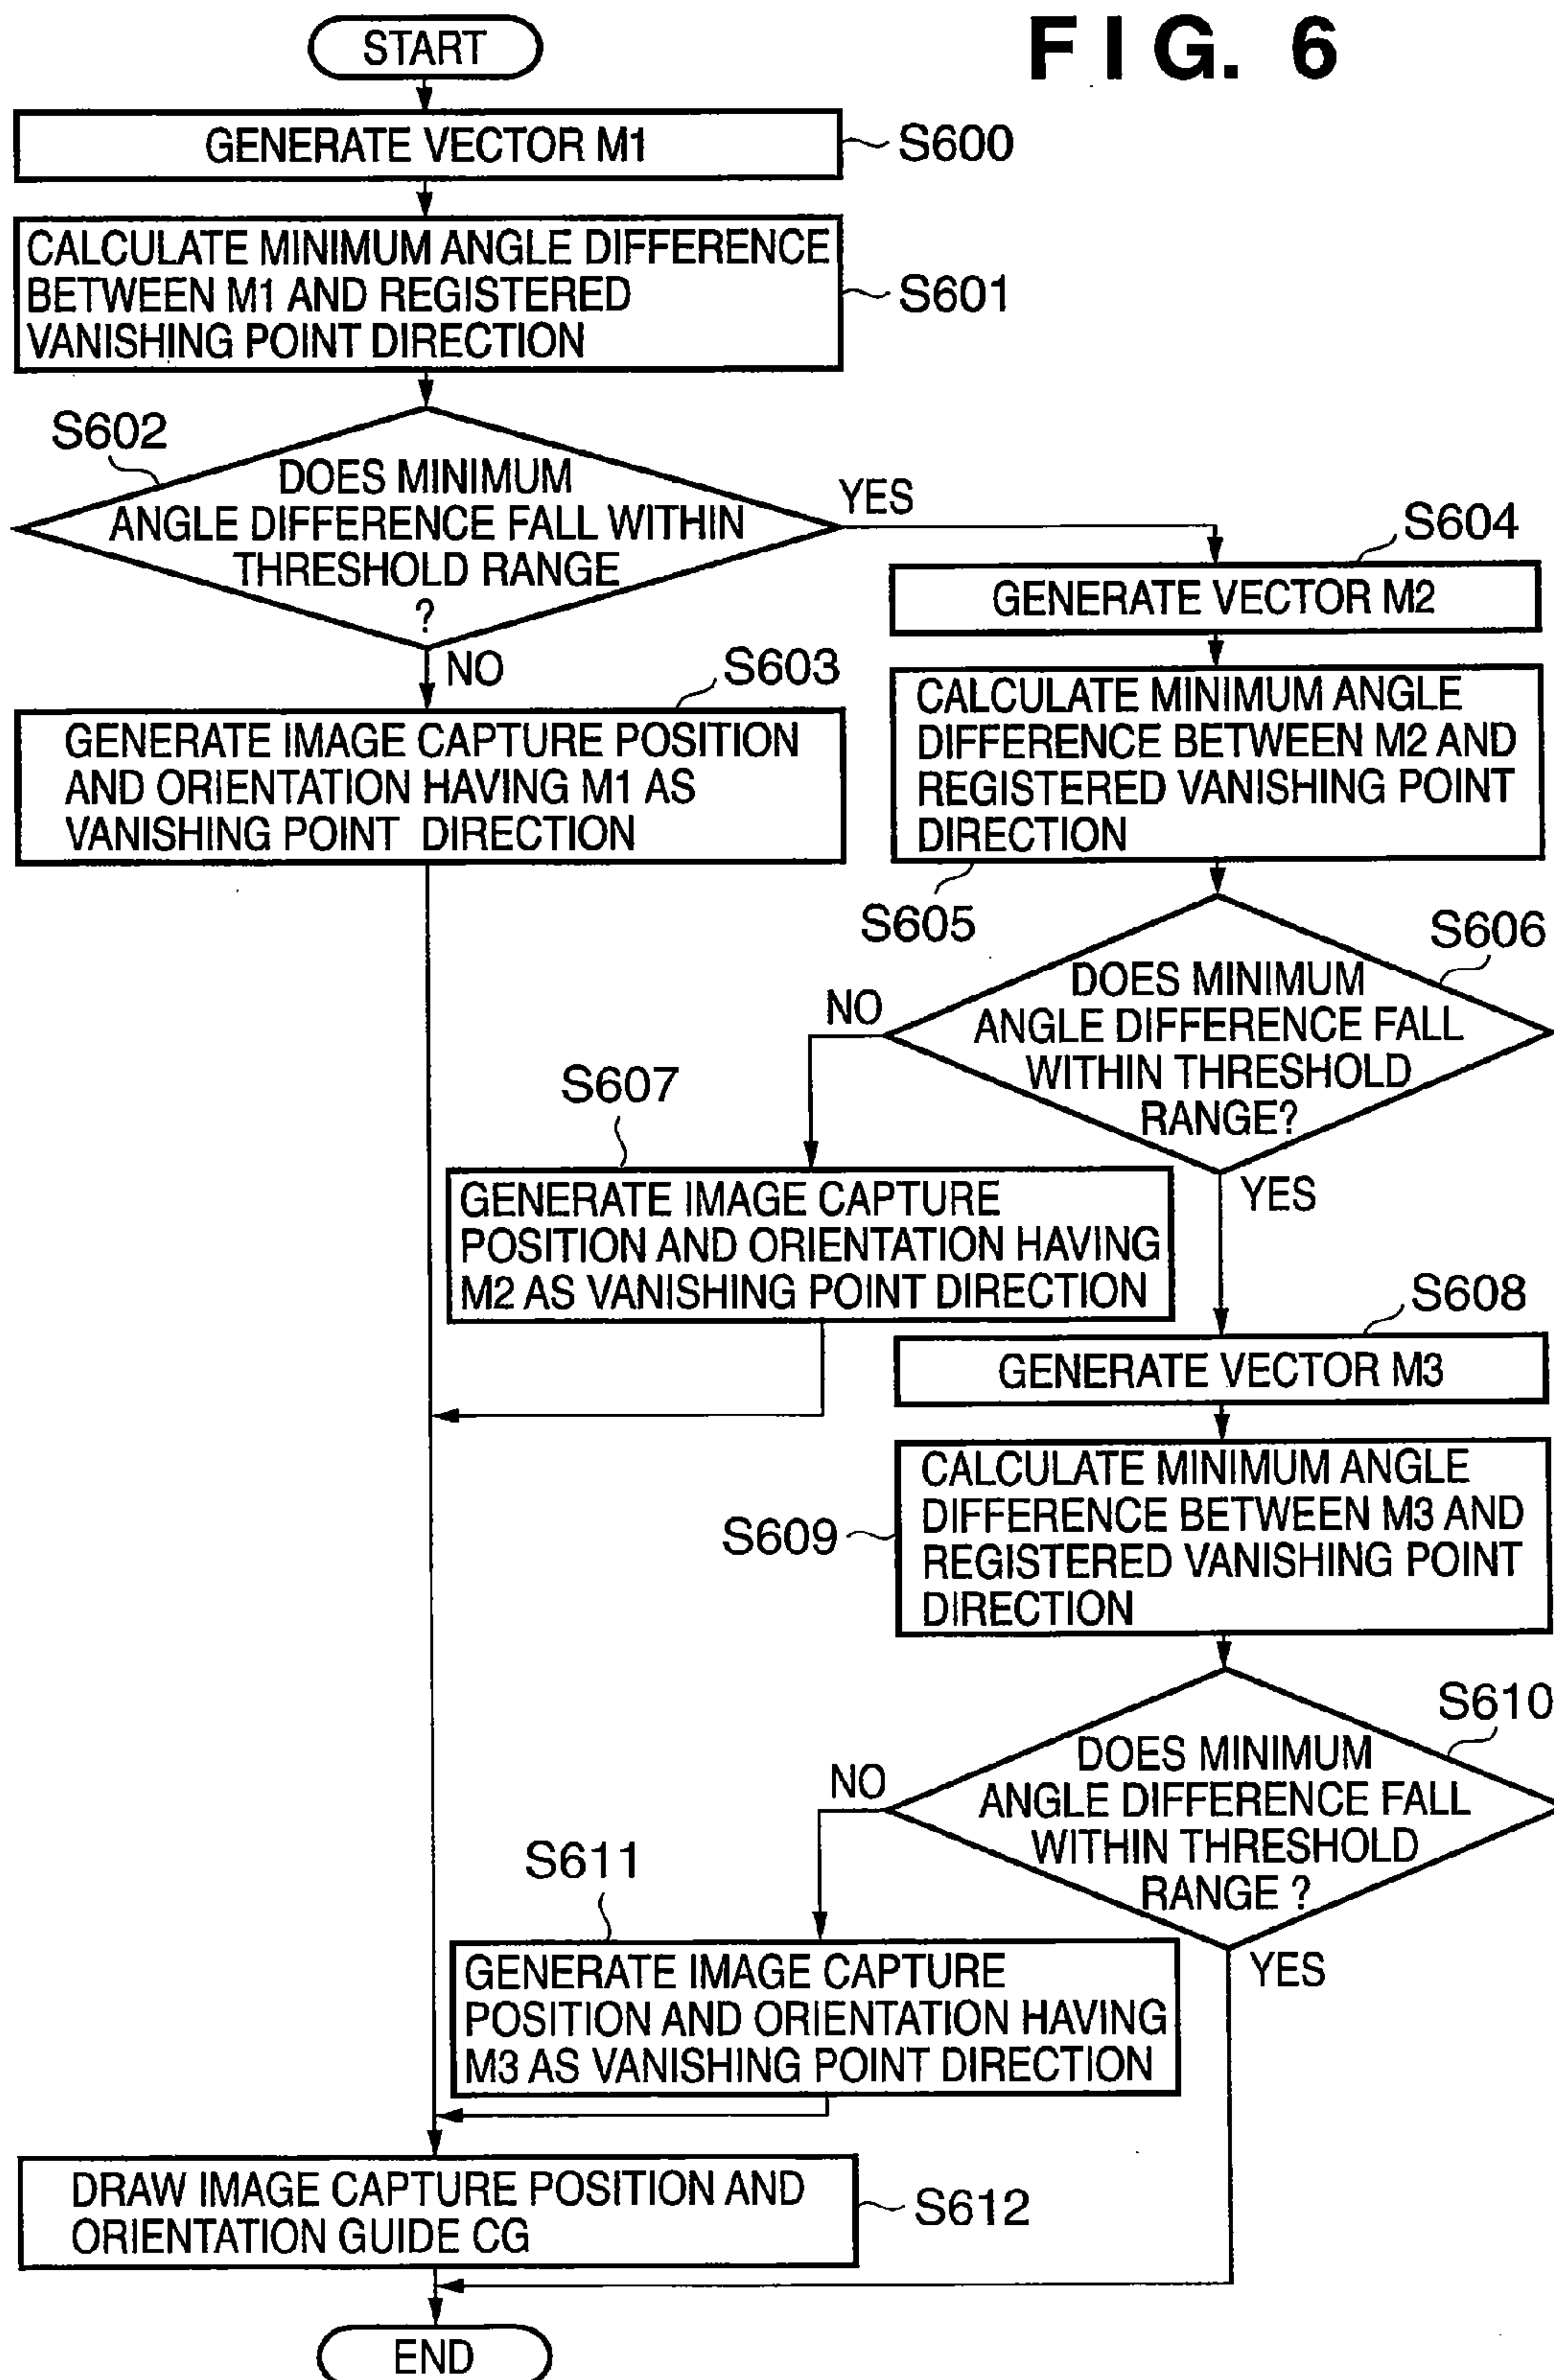 FIG. 6
START
GENERATE VECTOR M1
S600
CALCULATE MINIMUM ANGLE DIFFERENCE
BETWEEN M1 AND REGISTERED
VANISHING POINT DIRECTION
S601
S602
DOES MINIMUM
ANGLE DIFFERENCE FALL WITHIN
THRESHOLD RANGE
?
YES
NO
S603
GENERATE IMAGE CAPTURE POSITION
AND ORIENTATION HAVING M1 AS
VANISHING POINT DIRECTION
S604
GENERATE VECTOR M2
CALCULATE MINIMUM ANGLE
DIFFERENCE BETWEEN M2 AND
REGISTERED VANISHING POINT
DIRECTION
S605
S606
DOES MINIMUM
ANGLE DIFFERENCE FALL
WITHIN THRESHOLD
RANGE?
NO
YES
S607
GENERATE IMAGE CAPTURE
POSITION AND ORIENTATION HAVING
M2 AS VANISHING POINT DIRECTION
S608
GENERATE VECTOR M3
CALCULATE MINIMUM ANGLE
DIFFERENCE BETWEEN M3 AND
REGISTERED VANISHING POINT
DIRECTION
S609
S610
DOES MINIMUM
ANGLE DIFFERENCE FALL
WITHIN THRESHOLD
RANGE ?
NO
YES
S611
GENERATE IMAGE CAPTURE
POSITION AND ORIENTATION HAVING
M3 AS VANISHING POINT DIRECTION
DRAW IMAGE CAPTURE POSITION AND
ORIENTATION GUIDE CG
S612
END